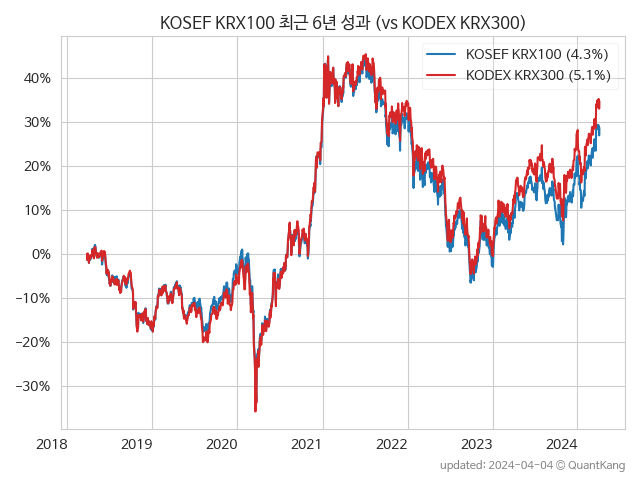 KOSEF KRX100 최근 6년 성과 (vs KODEX KRX300)
KOSEF KRX100 (4.3%)
KODEX KRX300 (5.1%)
40%
30%
20%
10%
0%
−10%
−20%
−30%
2018 2019 2020 2021 2022 2023 2024
updated: 2024-04-04 © QuantKang